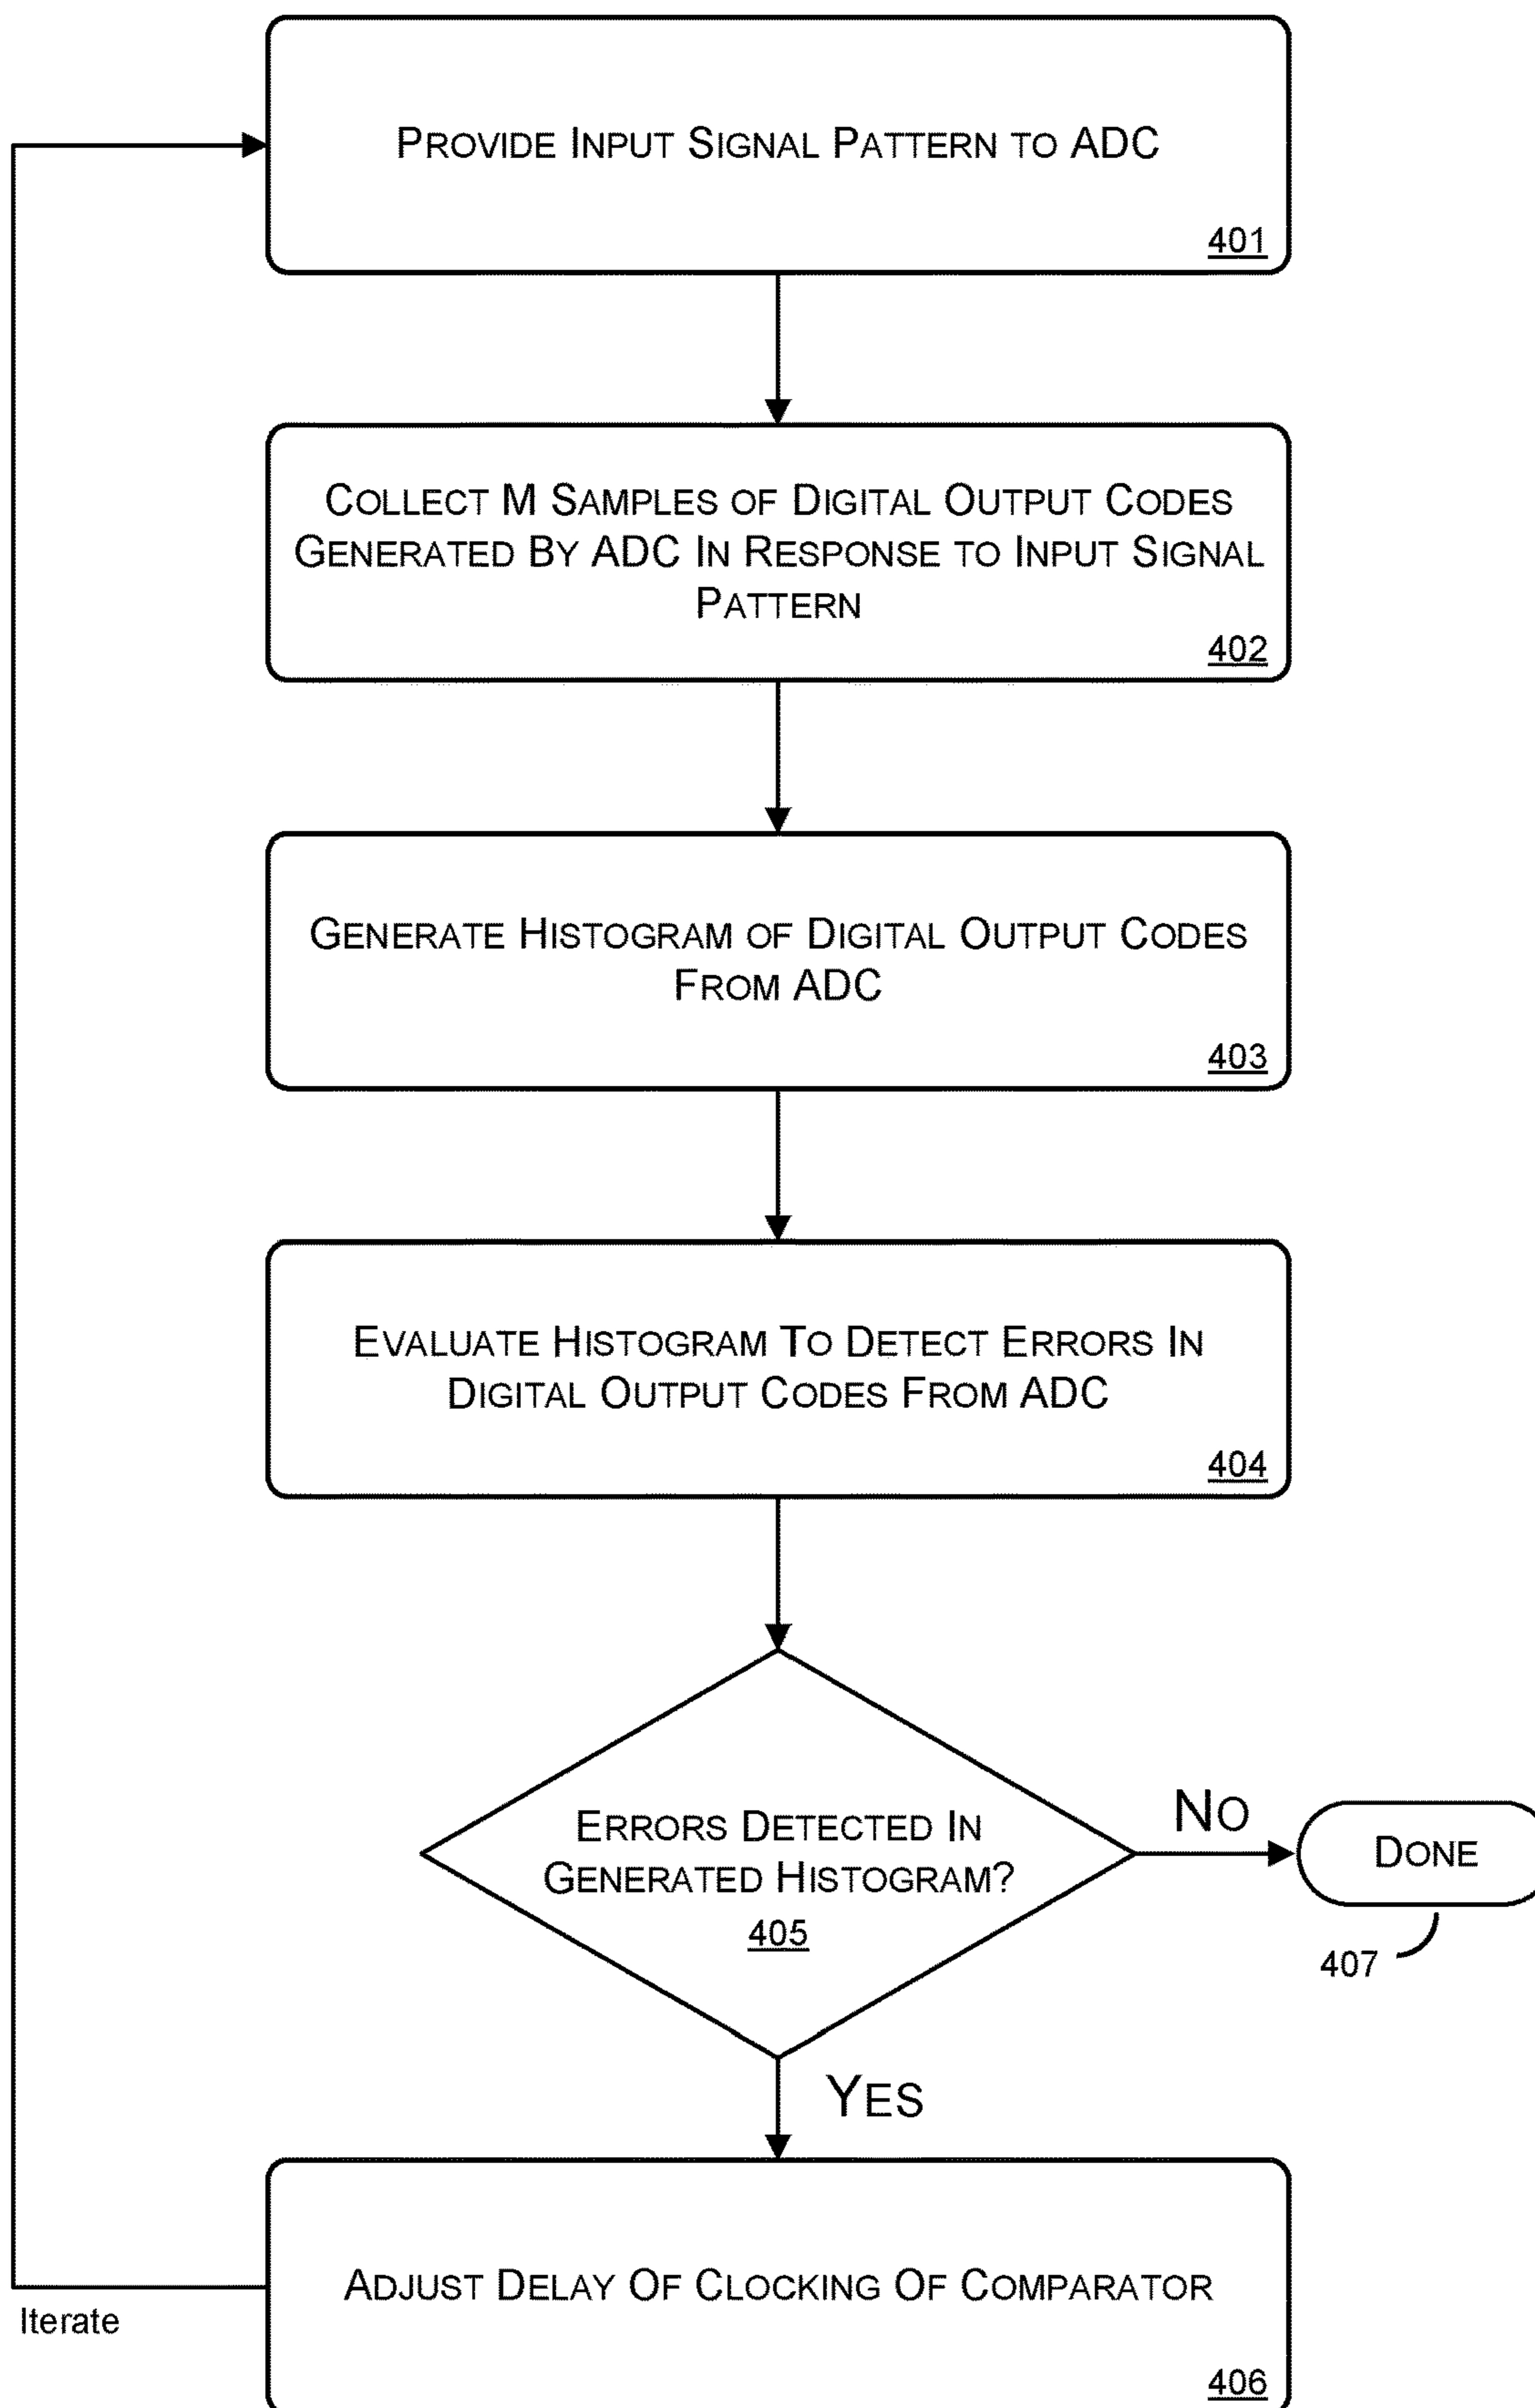 PROVIDE INPUT SIGNAL PATTERN TO ADC
401
COLLECT M SAMPLES OF DIGITAL OUTPUT CODES
GENERATED BY ADC IN RESPONSE TO INPUT SIGNAL
PATTERN
402
GENERATE HISTOGRAM OF DIGITAL OUTPUT CODES
FROM ADC
403
EVALUATE HISTOGRAM TO DETECT ERRORS IN
DIGITAL OUTPUT CODES FROM ADC
404
ERRORS DETECTED IN
GENERATED HISTOGRAM?
405
NO
DONE
407
YES
ADJUST DELAY OF CLOCKING OF COMPARATOR
Iterate
406